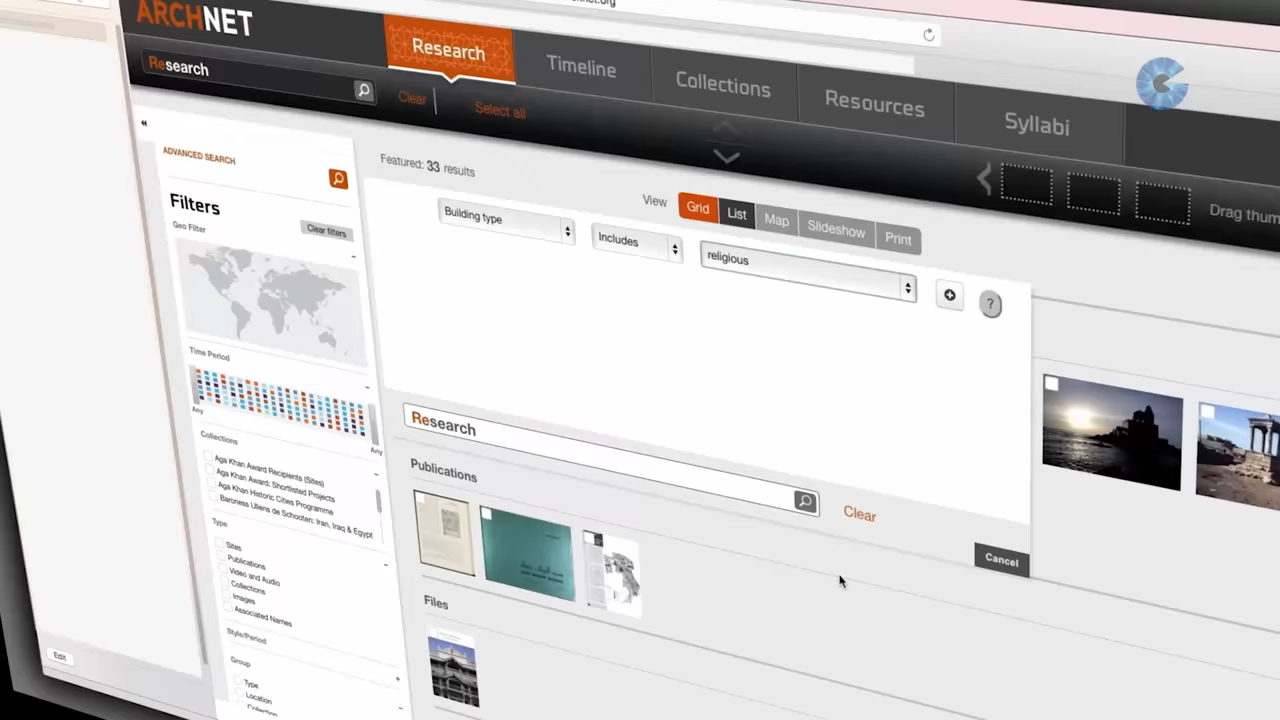 ARCHNET
Research
Timeline
Collections
Resources
Syllabi
Research
Clear
Select all
Drag thum
ADVANCED SEARCH
Featured: 33 results
View
Grid
List
Map
Slideshow
Print
Filters
Clear filters
Geo Filter
Building type
Includes
religious
?
Time Period
Any
Any
Collections
Aga Khan Award Recipients (Sites)
Aga Khan Award: Shortlisted Projects
Aga Khan Historic Cities Programme
Baroness Ullens de Schooten: Iran, Iraq & Egypt
Type
Sites
Publications
Video and Audio
Collections
Images
Associated Names
Style/Period
Group
Type
Location
Collection
Research
Clear
Cancel
Publications
Files
Edit